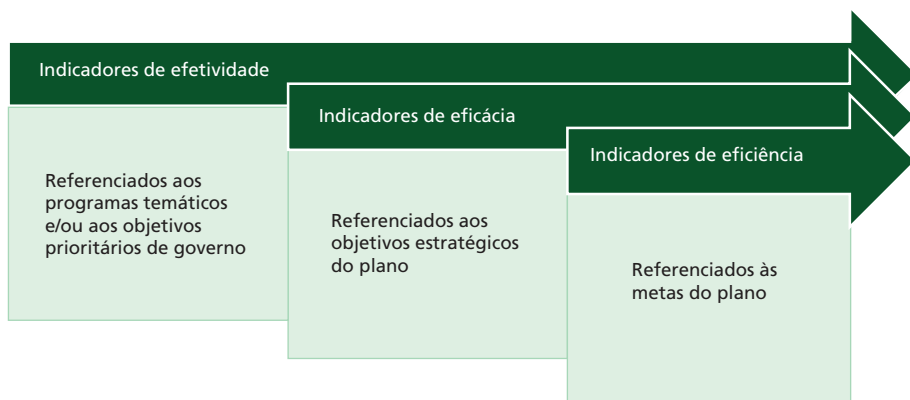 Indicadores de efetividade
Indicadores de eficácia
Indicadores de eficiência
Referenciados aos
programas temáticos
e/ou aos objetivos
prioritários de governo
Referenciados aos
objetivos estratégicos
do plano
Referenciados às
metas do plano